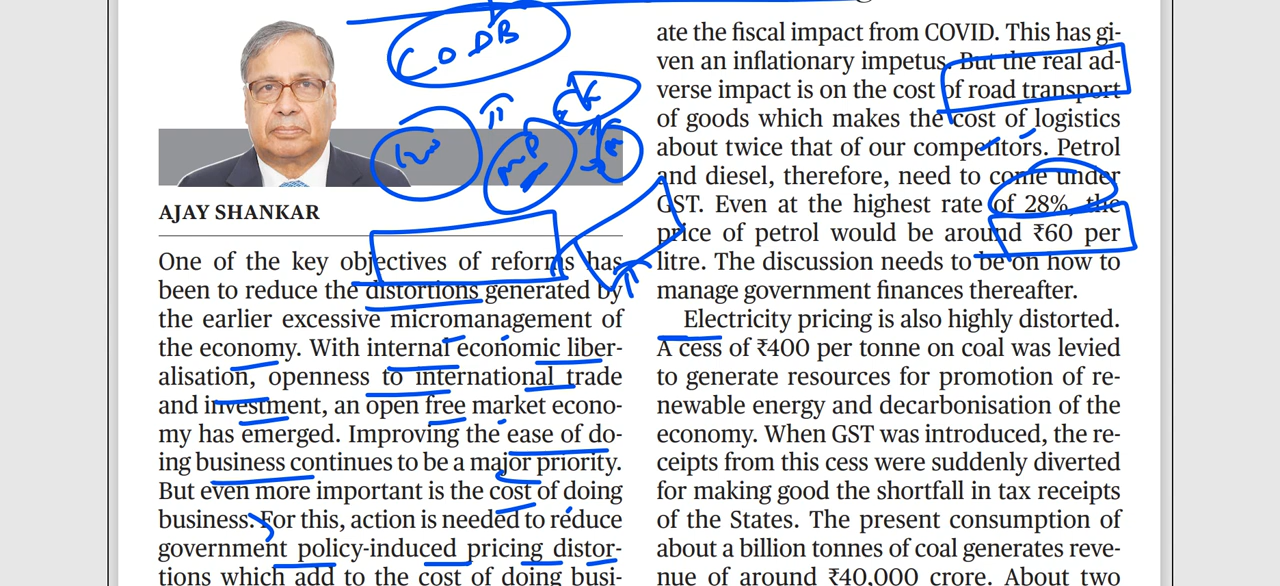 CODB
AJAY SHANKAR
One of the key objectives of reforms has
been to reduce the distortions generated by
the earlier excessive micromanagement of
the economy. With internal economic liber-
alisation, openness to international trade
and investment, an open free market econo-
my has emerged. Improving the ease of do-
ing business continues to be a major priority.
But even more important is the cost of doing
business. For this, action is needed to reduce
government policy-induced pricing distor-
tions which add to the cost of doing busi-
ate the fiscal impact from COVID. This has gi-
ven an inflationary impetus. But the real ad-
verse impact is on the cost of road transport
of goods which makes the cost of logistics
about twice that of our competitors. Petrol
and diesel, therefore, need to come under
GST. Even at the highest rate of 28%, the
price of petrol would be around ₹60 per
litre. The discussion needs to be on how to
manage government finances thereafter.
Electricity pricing is also highly distorted.
A cess of ₹400 per tonne on coal was levied
to generate resources for promotion of re-
newable energy and decarbonisation of the
economy. When GST was introduced, the re-
ceipts from this cess were suddenly diverted
for making good the shortfall in tax receipts
of the States. The present consumption of
about a billion tonnes of coal generates reve-
nue of around ₹40,000 crore. About two